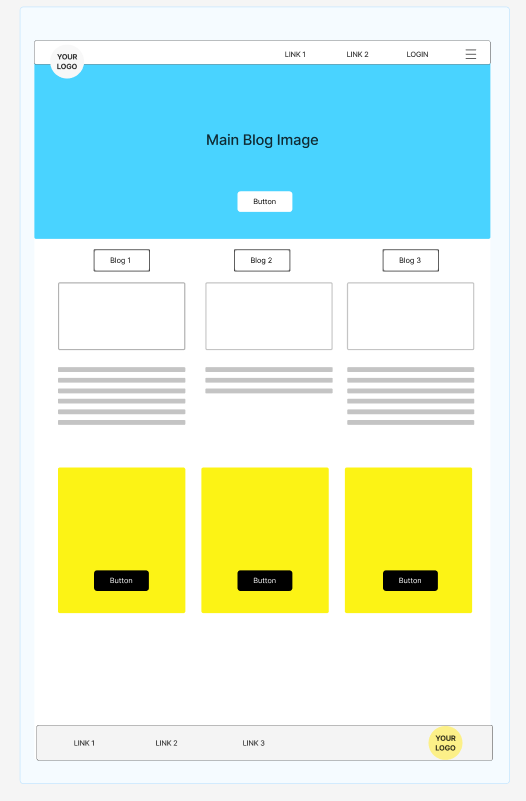 YOUR
LOGO
LINK 1
LINK 2
LOGIN
Main Blog Image
Button
Blog 1
Blog 2
Blog 3
Button
Button
Button
LINK 1
LINK 2
LINK 3
YOUR
LOGO